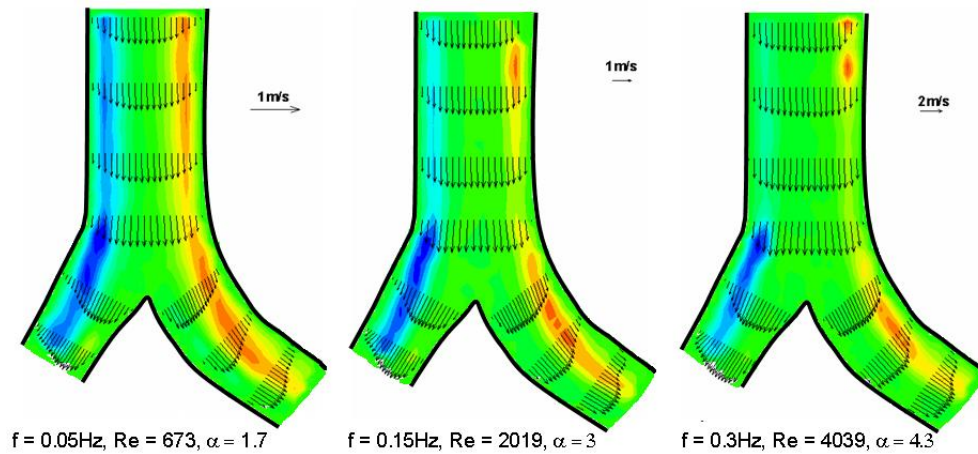 1m/s
1m/s
2m/s
f = 0.05Hz, Re = 673, α = 1.7
f = 0.15Hz, Re = 2019, α = 3
f = 0.3Hz, Re = 4039, α = 4.3